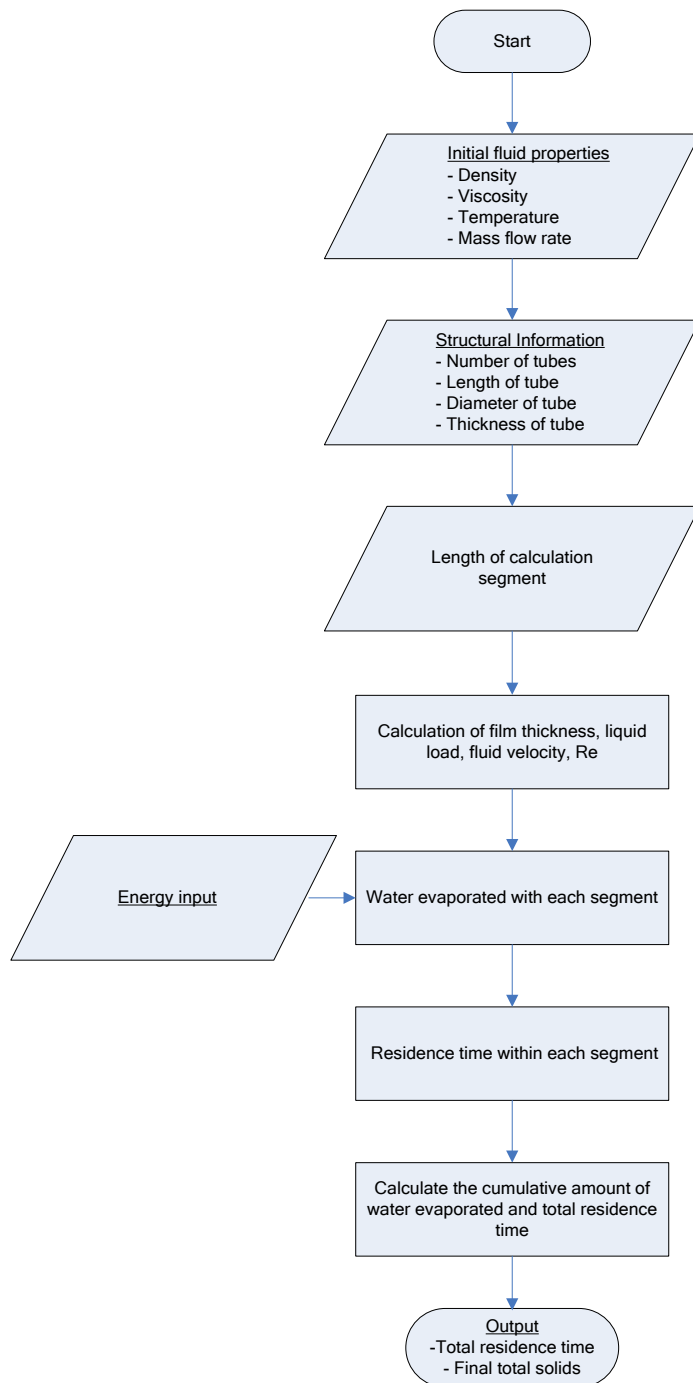 Start
Initial fluid properties
- Density
- Viscosity
- Temperature
- Mass flow rate
Structural Information
- Number of tubes
- Length of tube
- Diameter of tube
- Thickness of tube
Length of calculation
segment
Calculation of film thickness, liquid
load, fluid velocity, Re
Energy input
Water evaporated with each segment
Residence time within each segment
Calculate the cumulative amount of
water evaporated and total residence
time
Output
-Total residence time
- Final total solids